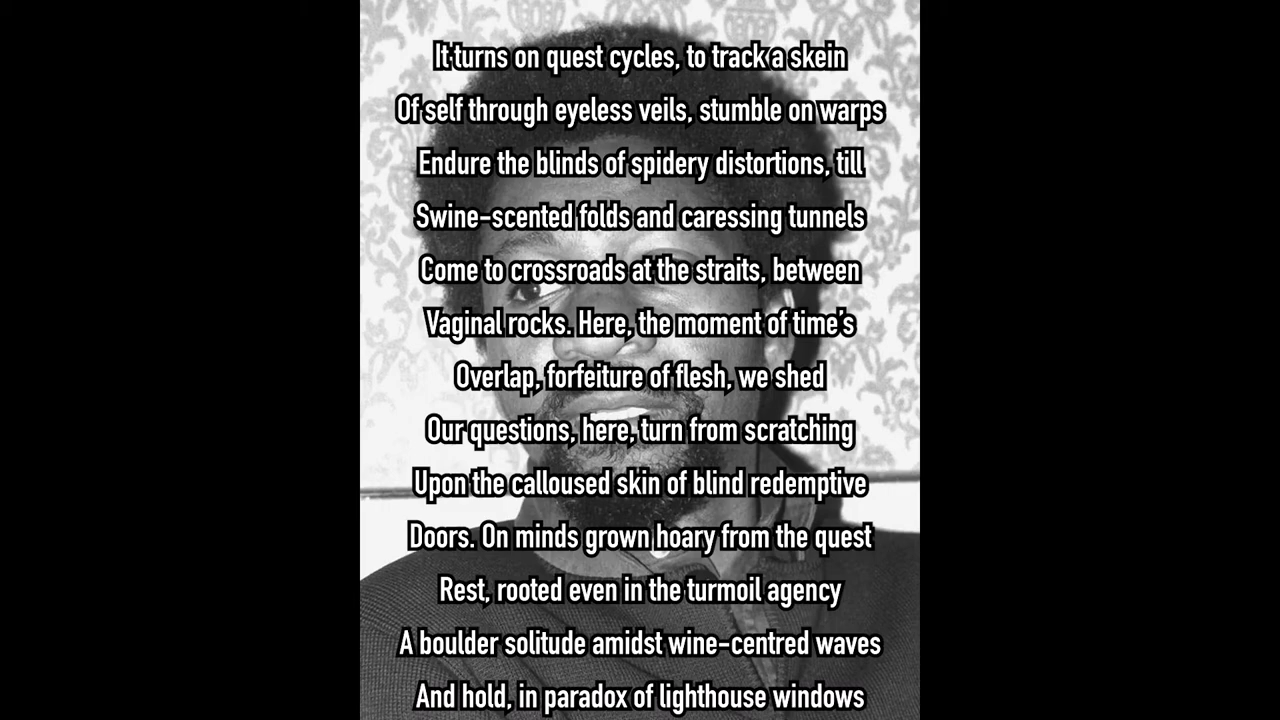 It turns on quest cycles, to track a skein
Of self through eyeless veils, stumble on warps
Endure the blinds of spidery distortions, till
Swine-scented folds and caressing tunnels
Come to crossroads at the straits, between
Vaginal rocks. Here, the moment of time's
Overlap, forfeiture of flesh, we shed
Our questions, here, turn from scratching
Upon the calloused skin of blind redemptive
Doors. On minds grown hoary from the quest
Rest, rooted even in the turmoil agency
A boulder solitude amidst wine-centred waves
And hold, in paradox of lighthouse windows